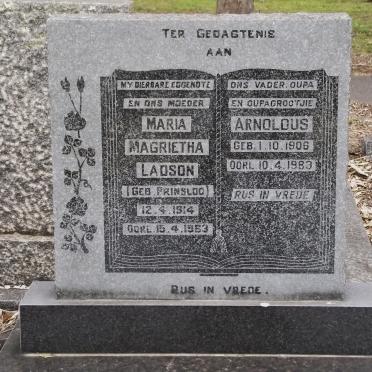 TER GEDAGTENIS
AAN
MY DIERBARE EGGENOTE
EN ONS MOEDER
MARIA
MAGRIETHA
LADSON
(GEB PRINSLOO)
12.4.1914
OORL 15.4.1963
ONS VADER OUPA
EN OUPAGROOTJIE
ARNOLDUS
GEB. 1.10.1906
OORL 10.4.1983
RUS IN VREDE
RUS IN VREDE.